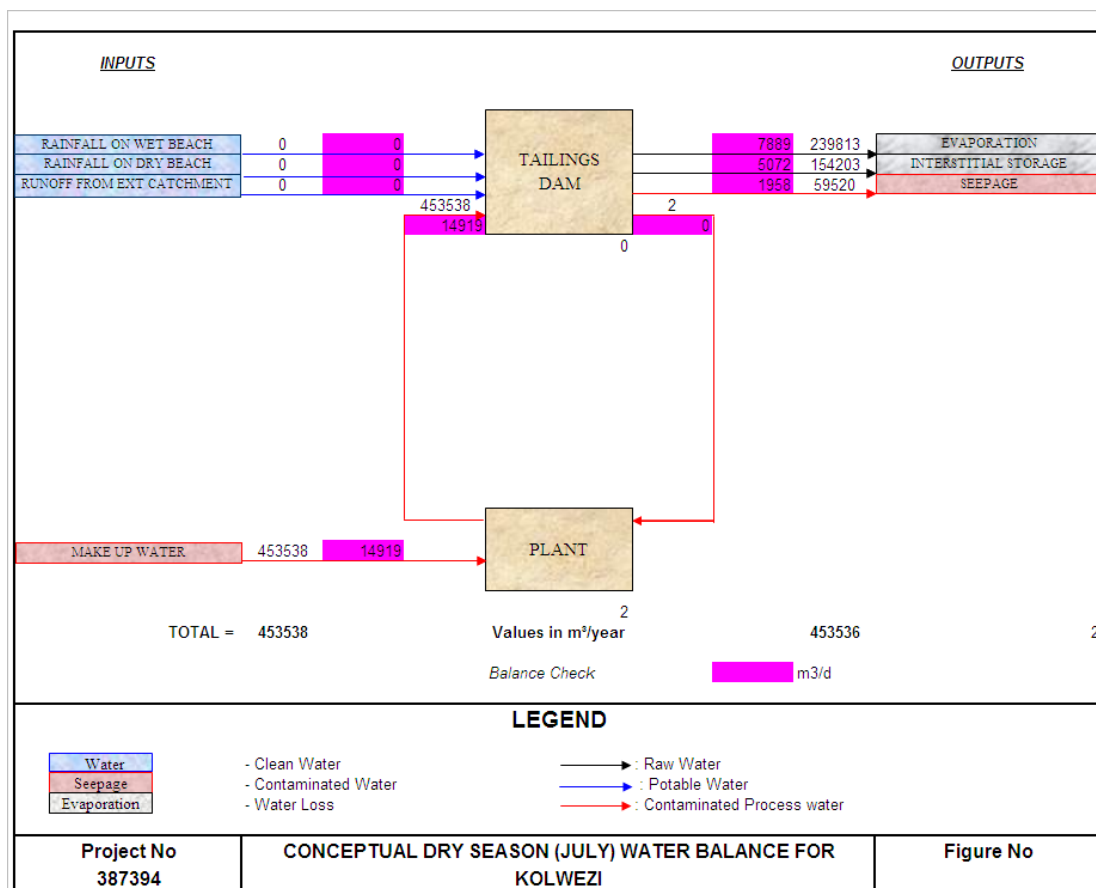 INPUTS OUTPUTS
RAINFALL ON WET BEACH 0 0 7889 239813 EVAPORATION
RAINFALL ON DRY BEACH 0 0 TAILINGS 5072 154203 INTERSTITIAL STORAGE
RUNOFF FROM EXT CATCHMENT 0 0 DAM 1958 59520 SEEPAGE
453538 2
14919 0
0
MAKE UP WATER 453538 14919 PLANT
2
TOTAL = 453538 Values in m³/year 453536 2
Balance Check m3/d
LEGEND
Water - Clean Water : Raw Water
Seepage - Contaminated Water : Potable Water
Evaporation - Water Loss : Contaminated Process water
Project No CONCEPTUAL DRY SEASON (JULY) WATER BALANCE FOR Figure No
387394 KOLWEZI